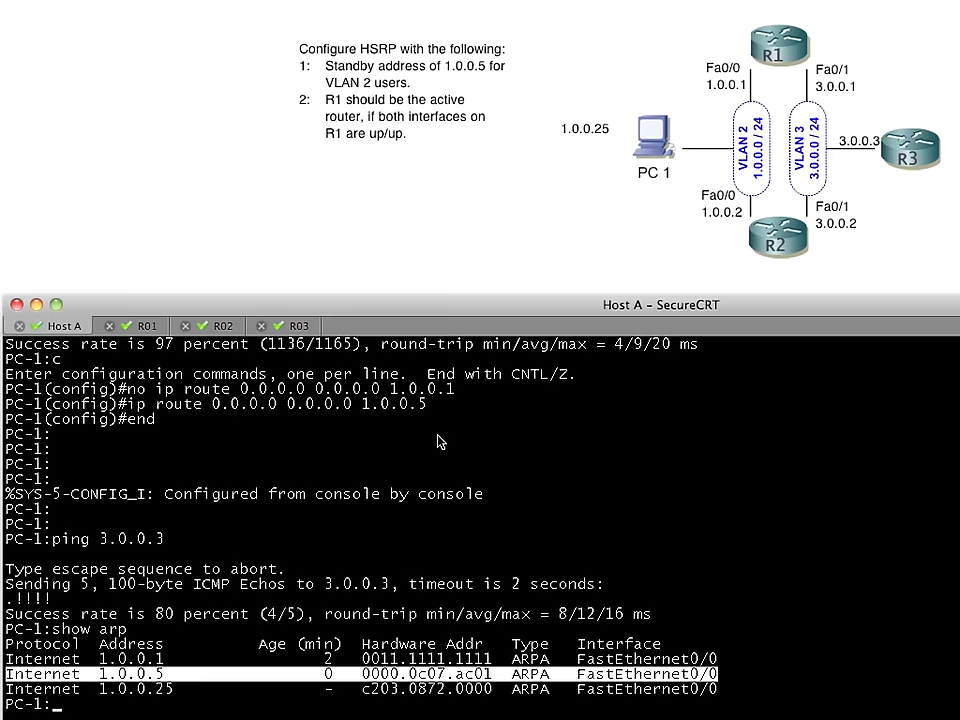 Configure HSRP with the following:
1: Standby address of 1.0.0.5 for
VLAN 2 users.
2: R1 should be the active
router, if both interfaces on
R1 are up/up.
R1
Fa0/0
1.0.0.1
Fa0/1
3.0.0.1
1.0.0.25
PC 1
VLAN 2
1.0.0.0 / 24
VLAN 3
3.0.0.0 / 24
3.0.0.3
R3
Fa0/0
1.0.0.2
Fa0/1
3.0.0.2
R2
Host A – SecureCRT
Host A R01 R02 R03
Success rate is 97 percent (1136/1165), round-trip min/avg/max = 4/9/20 ms
PC-1:c
Enter configuration commands, one per line.  End with CNTL/Z.
PC-1(config)#no ip route 0.0.0.0 0.0.0.0 1.0.0.1
PC-1(config)#ip route 0.0.0.0 0.0.0.0 1.0.0.5
PC-1(config)#end
PC-1:
PC-1:
PC-1:
PC-1:
%SYS-5-CONFIG_I: Configured from console by console
PC-1:
PC-1:
PC-1:ping 3.0.0.3
Type escape sequence to abort.
Sending 5, 100-byte ICMP Echos to 3.0.0.3, timeout is 2 seconds:
.!!!!
Success rate is 80 percent (4/5), round-trip min/avg/max = 8/12/16 ms
PC-1:show arp
Protocol  Address          Age (min)  Hardware Addr   Type   Interface
Internet  1.0.0.1                 2   0011.1111.1111  ARPA   FastEthernet0/0
Internet  1.0.0.5                 0   0000.0c07.ac01  ARPA   FastEthernet0/0
Internet  1.0.0.25                -   c203.0872.0000  ARPA   FastEthernet0/0
PC-1:_